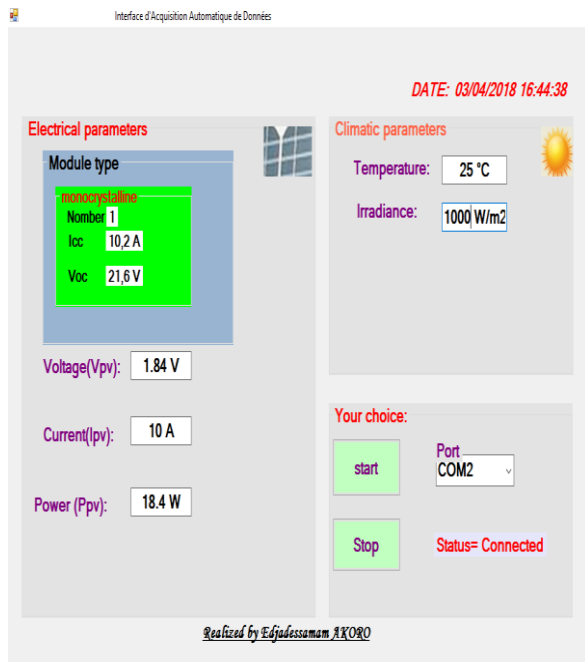 Interface d'Acquisition Automatique de Données
DATE: 03/04/2018 16:44:38
Electrical parameters
Module type
monocrystalline
Nomber 1
Icc 10,2 A
Voc 21,6 V
Voltage(Vpv): 1.84 V
Current(Ipv): 10 A
Power (Ppv): 18.4 W
Climatic parameters
Temperature: 25 °C
Irradiance: 1000 W/m2
Your choice:
start
Port
COM2
Stop
Status= Connected
Realized by Edjadessamam AKORO